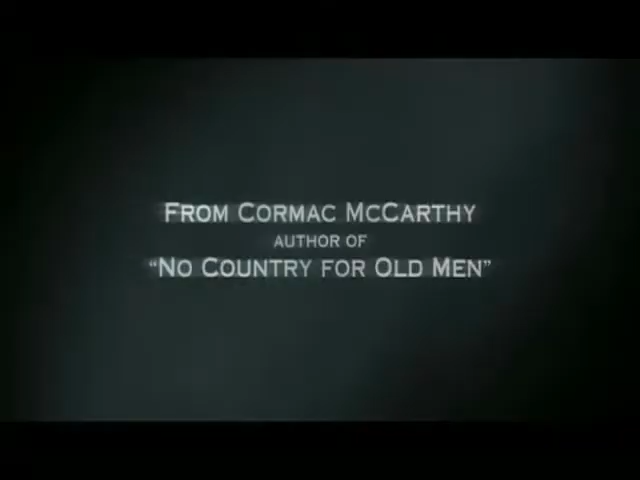 FROM CORMAC MCCARTHY
AUTHOR OF
“NO COUNTRY FOR OLD MEN”